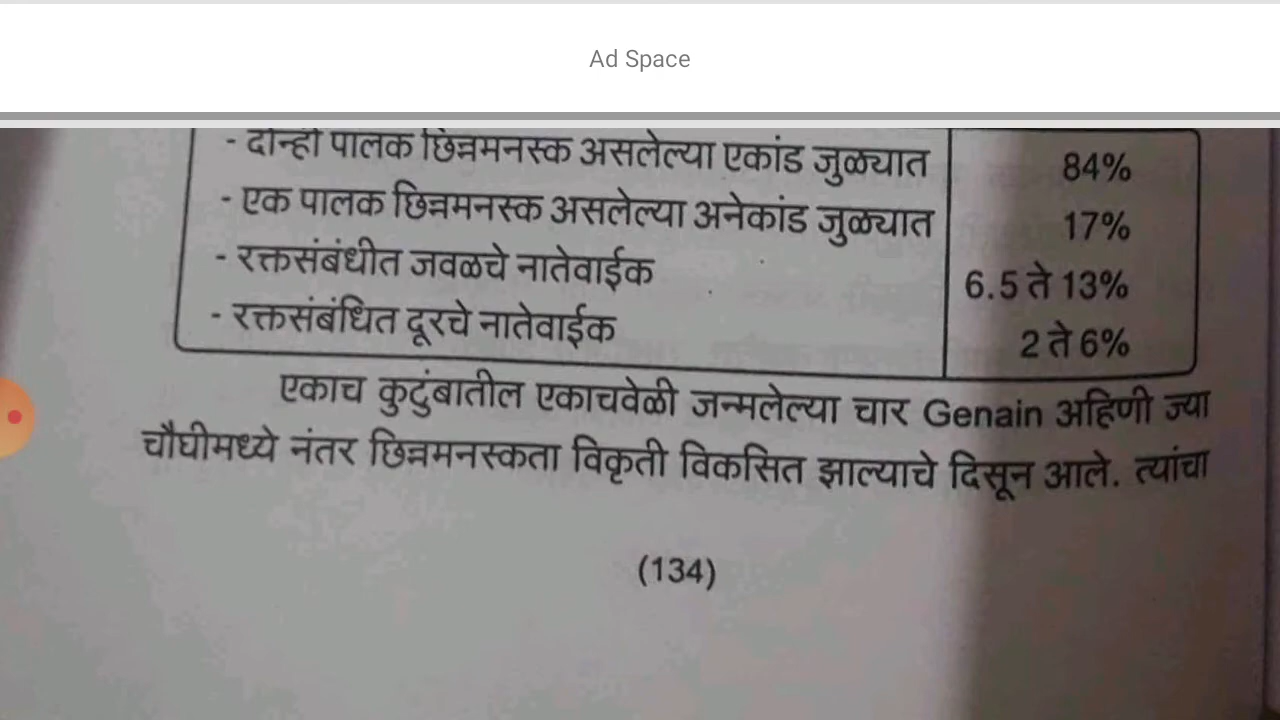 Ad Space
- दोन्ही पालक छिन्नमनस्क असलेल्या एकांड जुळ्यात 84%
- एक पालक छिन्नमनस्क असलेल्या अनेकांड जुळ्यात 17%
- रक्तसंबंधीत जवळचे नातेवाईक 6.5 ते 13%
- रक्तसंबंधित दूरचे नातेवाईक 2 ते 6%
एकाच कुटुंबातील एकाचवेळी जन्मलेल्या चार Genain अहिणी ज्या
चौघीमध्ये नंतर छिन्नमनस्कता विकृती विकसित झाल्याचे दिसून आले. त्यांचा
(134)